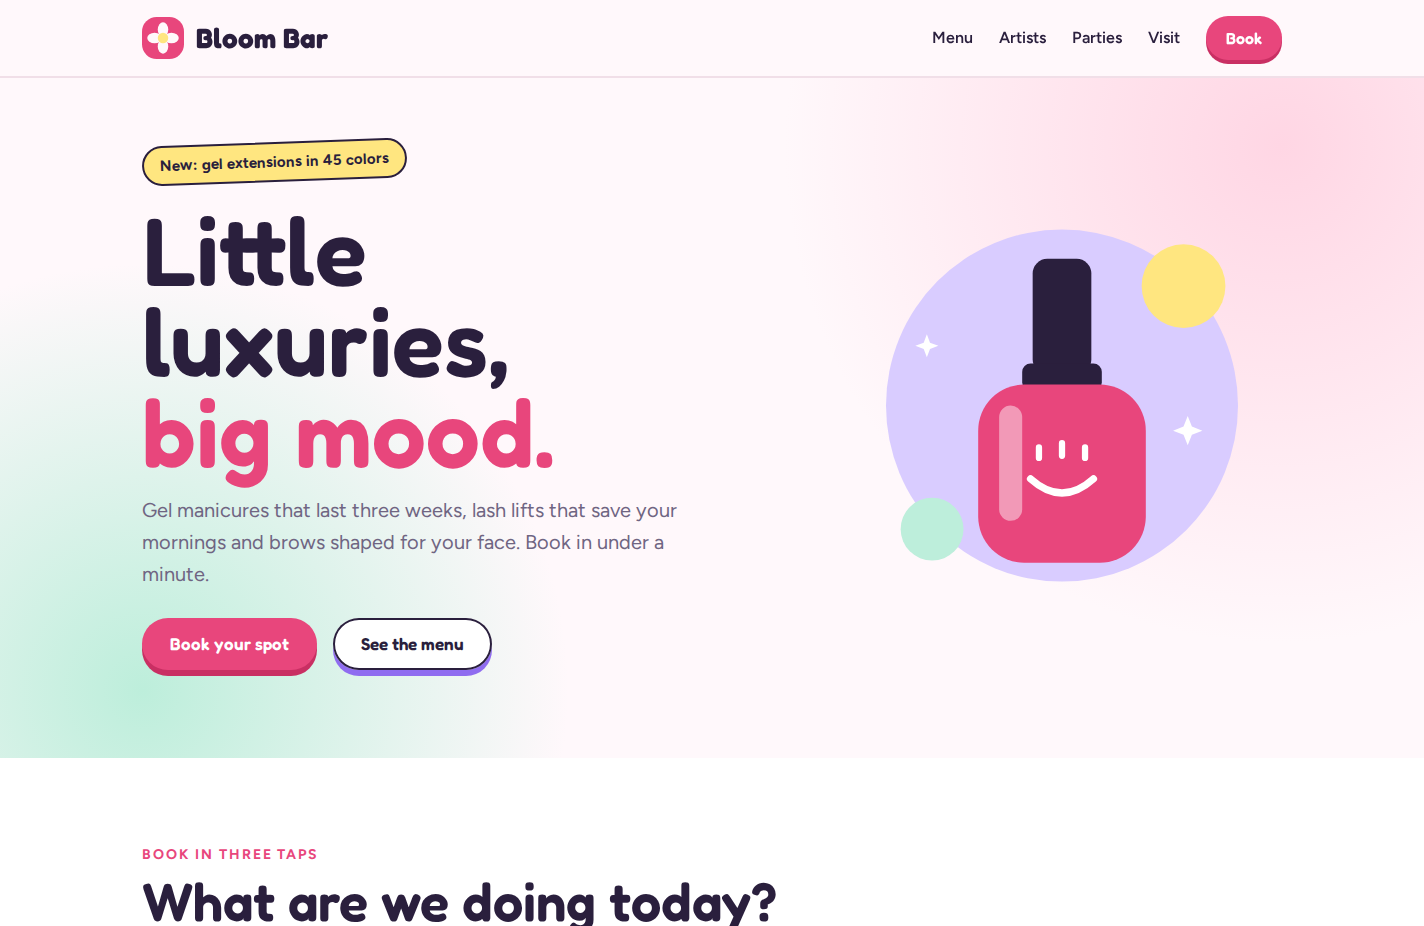 Bloom Bar
Menu Artists Parties Visit Book
New: gel extensions in 45 colors
Little
luxuries,
big mood.
Gel manicures that last three weeks, lash lifts that save your
mornings and brows shaped for your face. Book in under a
minute.
Book your spot See the menu
BOOK IN THREE TAPS
What are we doing today?